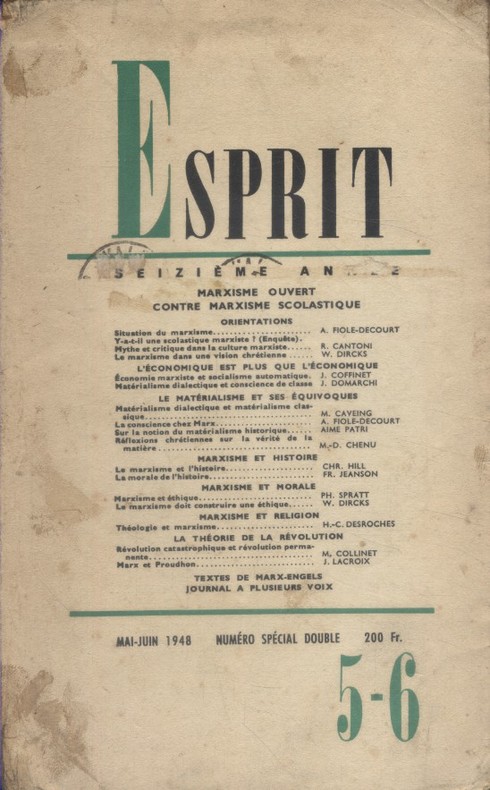 ESPRIT
SEIZIÈME ANNÉE
MARXISME OUVERT
CONTRE MARXISME SCOLASTIQUE
ORIENTATIONS
Situation du marxisme........................ A. FIOLE-DECOURT
Y-a-t-il une scolastique marxiste ? (Enquête).
Mythe et critique dans la culture marxiste...... R. CANTONI
Le marxisme dans une vision chrétienne ...... W. DIRCKS
L'ÉCONOMIQUE EST PLUS QUE L'ÉCONOMIQUE
Économie marxiste et socialisme automatique. J. COFFINET
Matérialisme dialectique et conscience de classe J. DOMARCHI
LE MATÉRIALISME ET SES ÉQUIVOQUES
Matérialisme dialectique et matérialisme clas-
sique.................................... M. CAVEING
La conscience chez Marx...................... A. FIOLE-DECOURT
Sur la notion du matérialisme historique...... AIME PATRI
Réflexions chrétiennes sur la vérité de la
matière .................................. M.-D. CHENU
MARXISME ET HISTOIRE
Le marxisme et l'histoire...................... CHR. HILL
La morale de l'histoire........................ FR. JEANSON
MARXISME ET MORALE
Marxisme et éthique........................... PH. SPRATT
Le marxisme doit construire une éthique...... W. DIRCKS
MARXISME ET RELIGION
Théologie et marxisme........................ H.-C. DESROCHES
LA THÉORIE DE LA RÉVOLUTION
Révolution catastrophique et révolution perma-
nente.................................... M. COLLINET
Marx et Proudhon............................ J. LACROIX
TEXTES DE MARX-ENGELS
JOURNAL A PLUSIEURS VOIX
MAI-JUIN 1948 NUMÉRO SPÉCIAL DOUBLE 200 Fr.
5-6